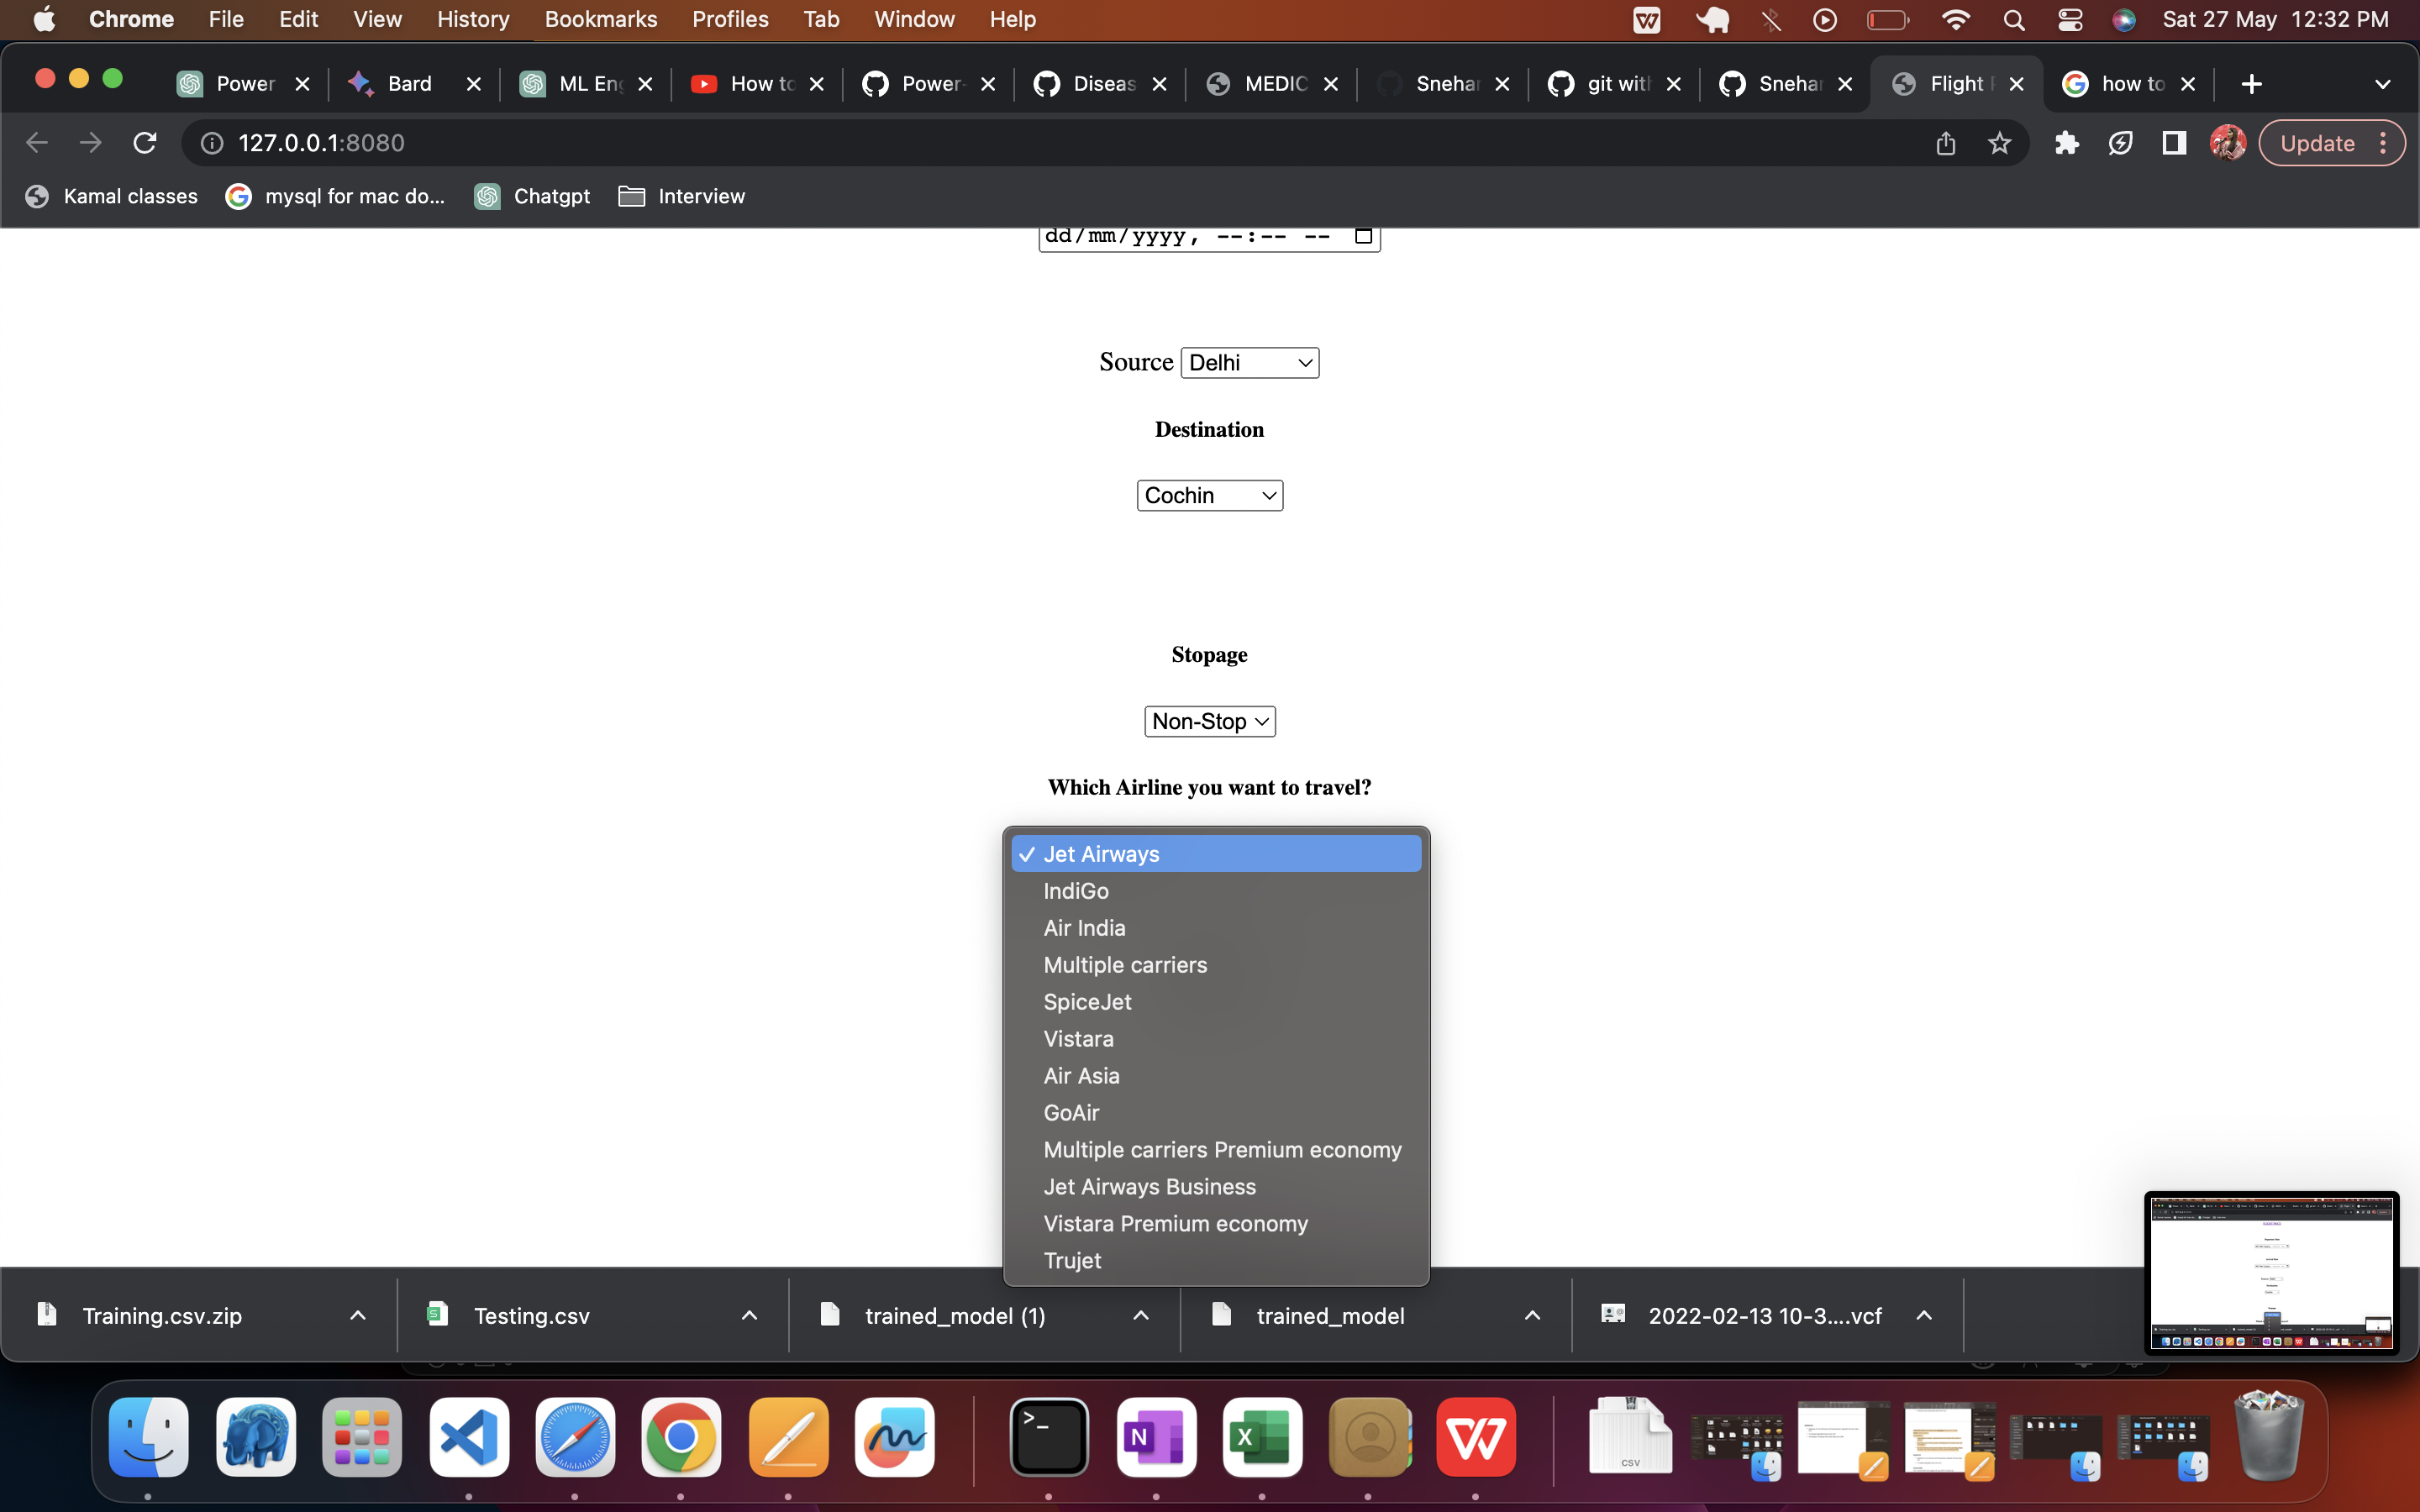 Chrome File Edit View History Bookmarks Profiles Tab Window Help Sat 27 May 12:32 PM
Power Bard ML Eng How to Power- Diseas MEDIC Snehar git with Snehar Flight how to
127.0.0.1:8080 Update
Kamal classes mysql for mac do... Chatgpt Interview
dd/mm/yyyy, --:-- --
Source Delhi
Destination
Cochin
Stopage
Non-Stop
Which Airline you want to travel?
✓ Jet Airways
IndiGo
Air India
Multiple carriers
SpiceJet
Vistara
Air Asia
GoAir
Multiple carriers Premium economy
Jet Airways Business
Vistara Premium economy
Trujet
Training.csv.zip Testing.csv trained_model (1) trained_model 2022-02-13 10-3....vcf
>_ N X CSV